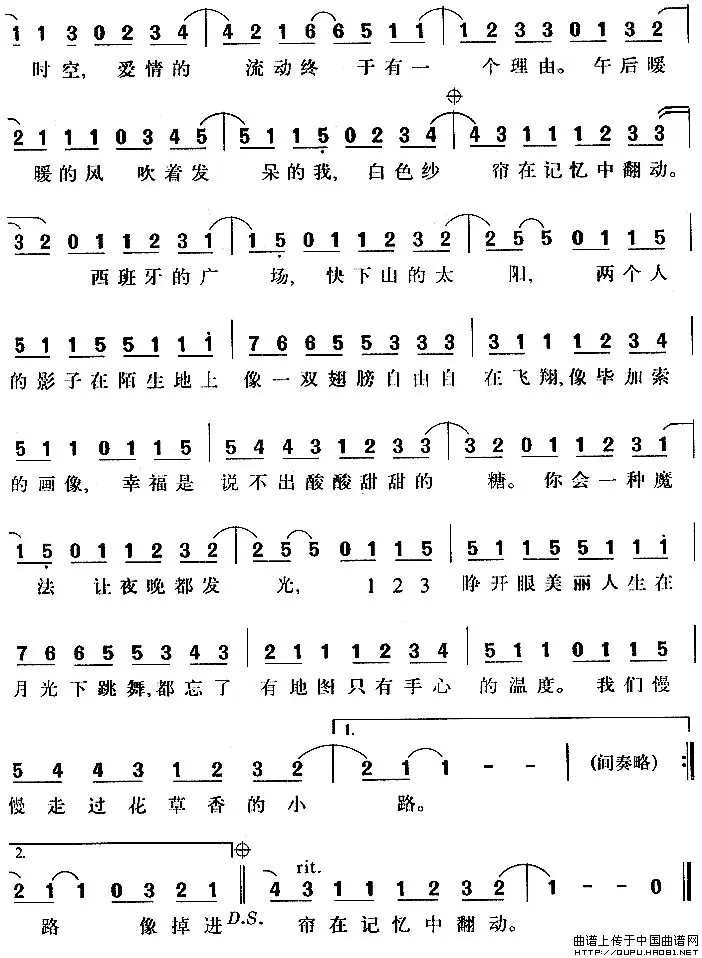 1 1 3 0 2 3 4 | 4 2 1 6 6 5 1 1 | 1 2 3 3 0 1 3 2 |
时空，爱情的 流动终于有一 个理由。午后暖
2 1 1 1 0 3 4 5 | 5 1 1 5 0 2 3 4 | 4 3 1 1 1 2 3 3
暖的风 吹着发 呆的我，白色纱 帘在记忆中翻动。
3 2 0 1 1 2 3 1 | 1 5 0 1 1 2 3 2 | 2 5 5 0 1 1 5 |
西班牙的广 场，快下山的太 阳，两个人
5 1 1 5 5 1 1 1 | 7 6 6 5 5 3 3 3 | 3 1 1 1 2 3 4 |
的影子在陌生地上 像一双翅膀自由自 在飞翔，像毕加索
5 1 1 0 1 1 5 | 5 4 4 3 1 2 3 3 | 3 2 0 1 1 2 3 1 |
的画像，幸福是 说不出酸酸甜甜的 糖。你会一种魔
1 5 0 1 1 2 3 2 | 2 5 5 0 1 1 5 | 5 1 1 5 5 1 1 1 |
法 让夜晚都发 光，1 2 3 睁开眼美丽人生在
7 6 6 5 5 3 4 3 | 2 1 1 1 2 3 4 | 5 1 1 0 1 1 5 |
月光下跳舞，都忘了 有地图只有手心 的温度。我们慢
1.
5 4 4 3 1 2 3 2 | 2 1 1 - - | (间奏略) :||
慢走过花草香的小 路。
2.
rit.
2 1 1 0 3 2 1 || 4 3 1 1 1 2 3 2 | 1 - - 0 ||
路 像掉进 D.S. 帘在记忆中翻动。
曲谱上传于中国曲谱网
HTTP://QUPU.HAO81.NET